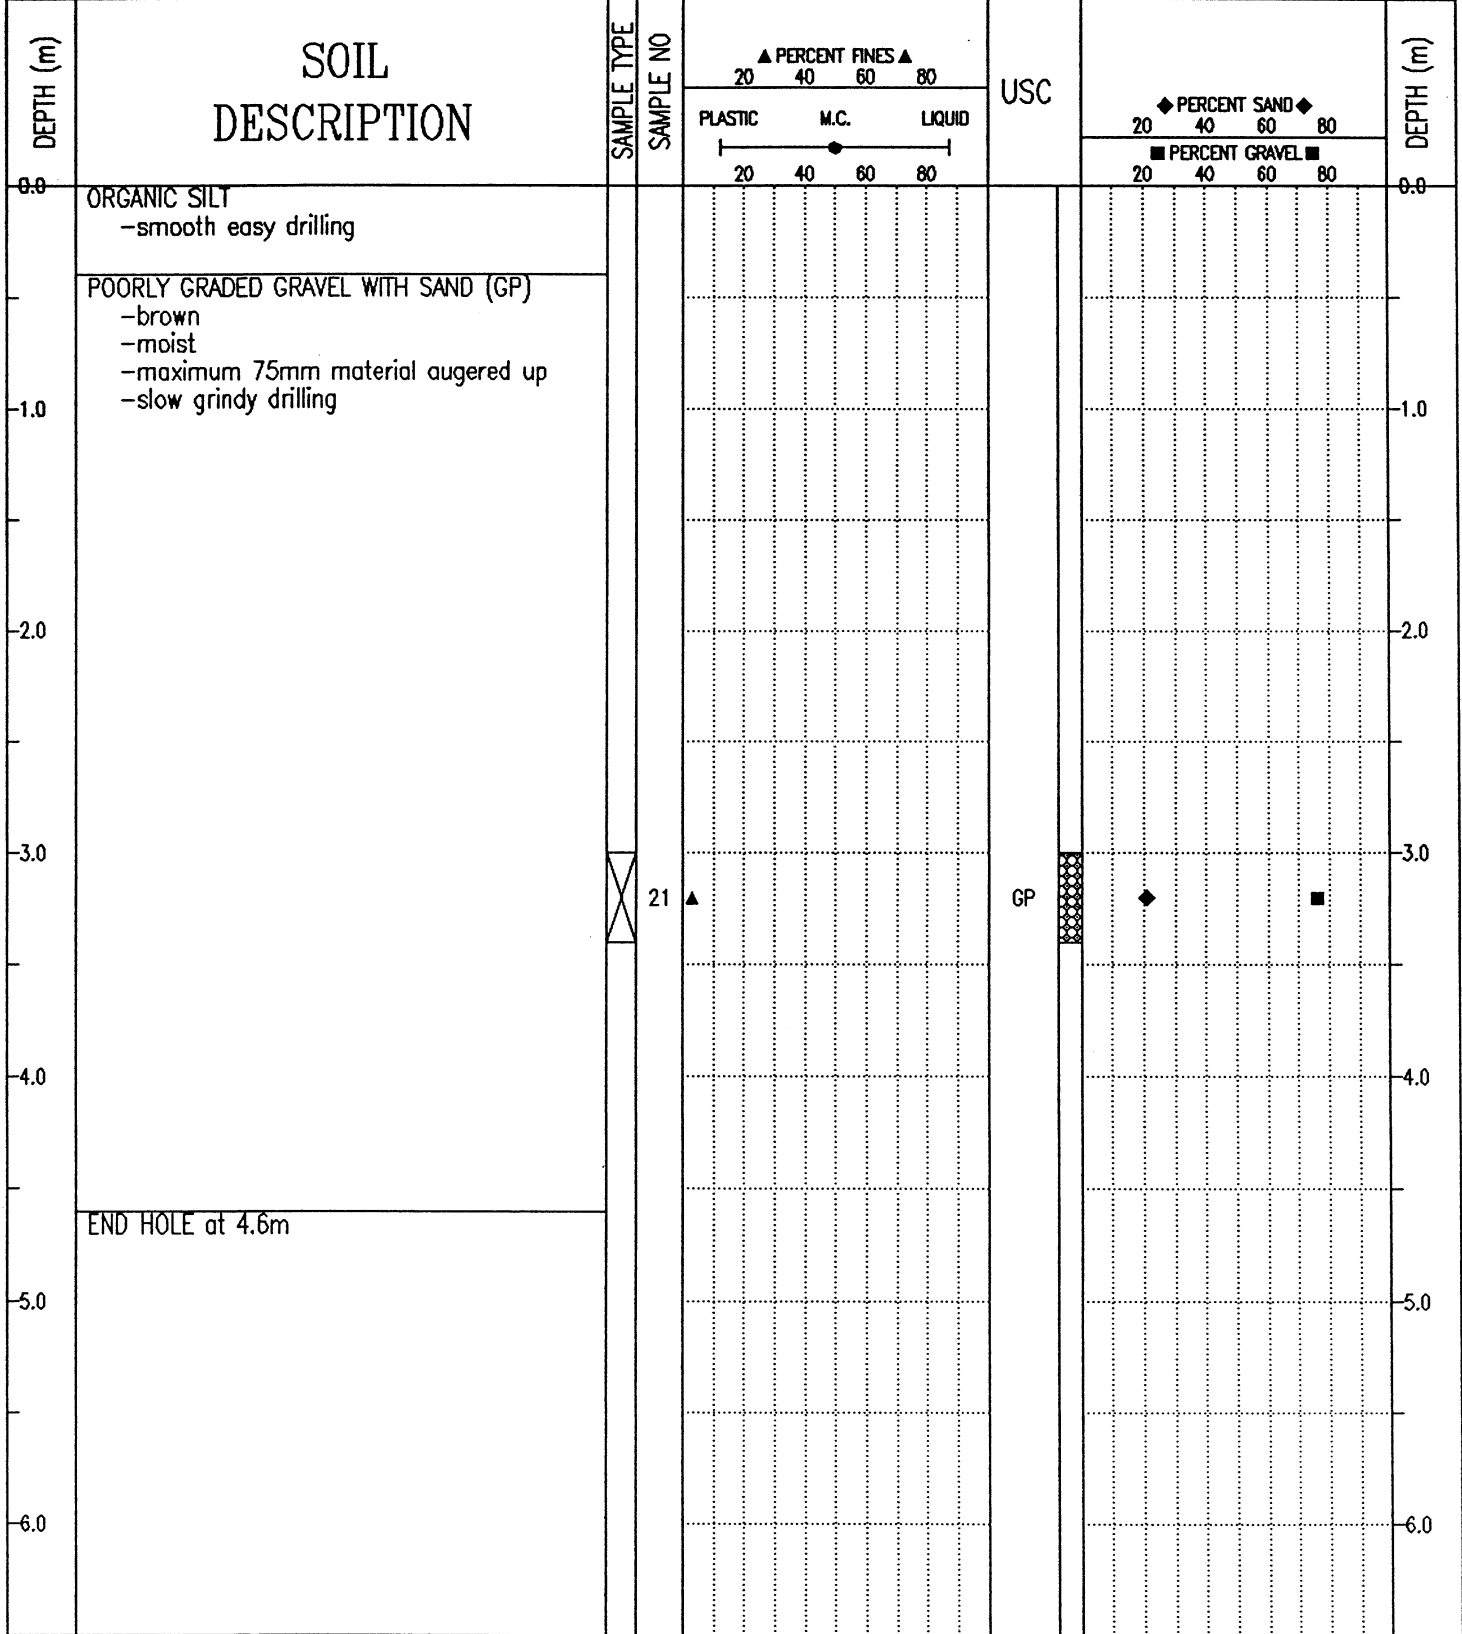 DEPTH (m)
SOIL
DESCRIPTION
SAMPLE TYPE
SAMPLE NO
▲ PERCENT FINES ▲
20 40 60 80
PLASTIC M.C. LIQUID
20 40 60 80
USC
◆ PERCENT SAND ◆
20 40 60 80
■ PERCENT GRAVEL ■
20 40 60 80
DEPTH (m)
0.0 0.0
ORGANIC SILT
-smooth easy drilling
POORLY GRADED GRAVEL WITH SAND (GP)
-brown
-moist
-maximum 75mm material augered up
-slow grindy drilling
1.0 1.0
2.0 2.0
3.0 3.0
21 GP
4.0 4.0
END HOLE at 4.6m
5.0 5.0
6.0 6.0